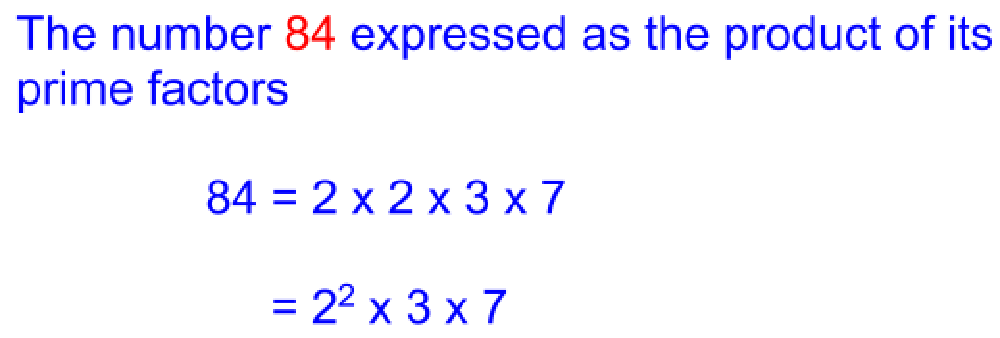 The number 84 expressed as the product of its
prime factors
84 = 2 x 2 x 3 x 7
= 2² x 3 x 7